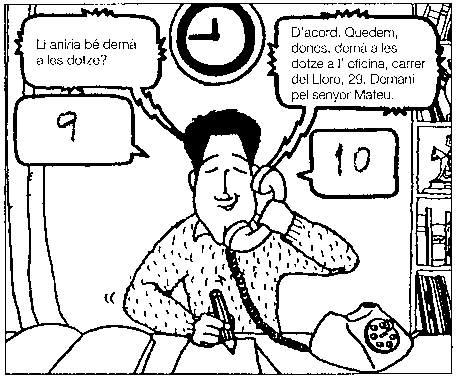 Li aniria bé demà
a les dotze?
D'acord. Quedem,
doncs, demà a les
dotze a l' oficina, carrer
del Lloro, 29. Demani
pel senyor Mateu.
9
10